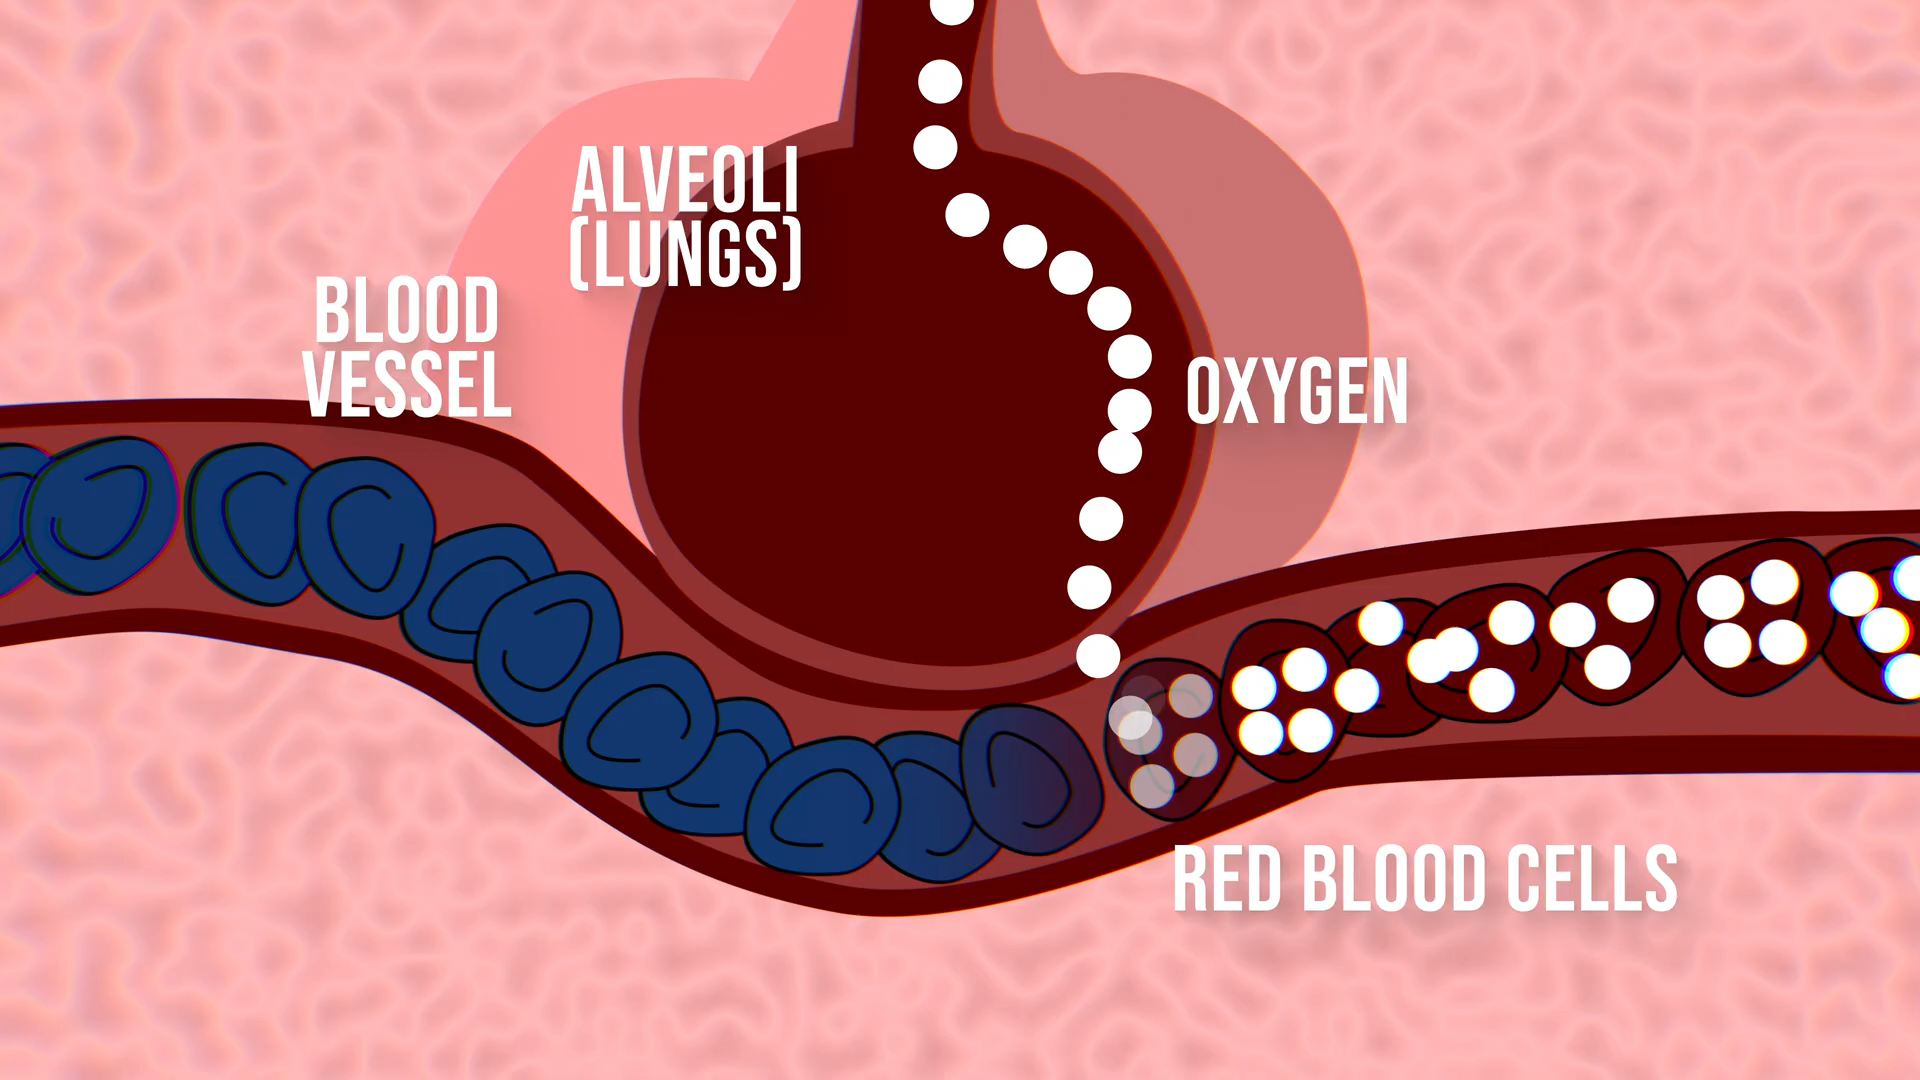 ALVEOLI
(LUNGS)
BLOOD
VESSEL
OXYGEN
RED BLOOD CELLS